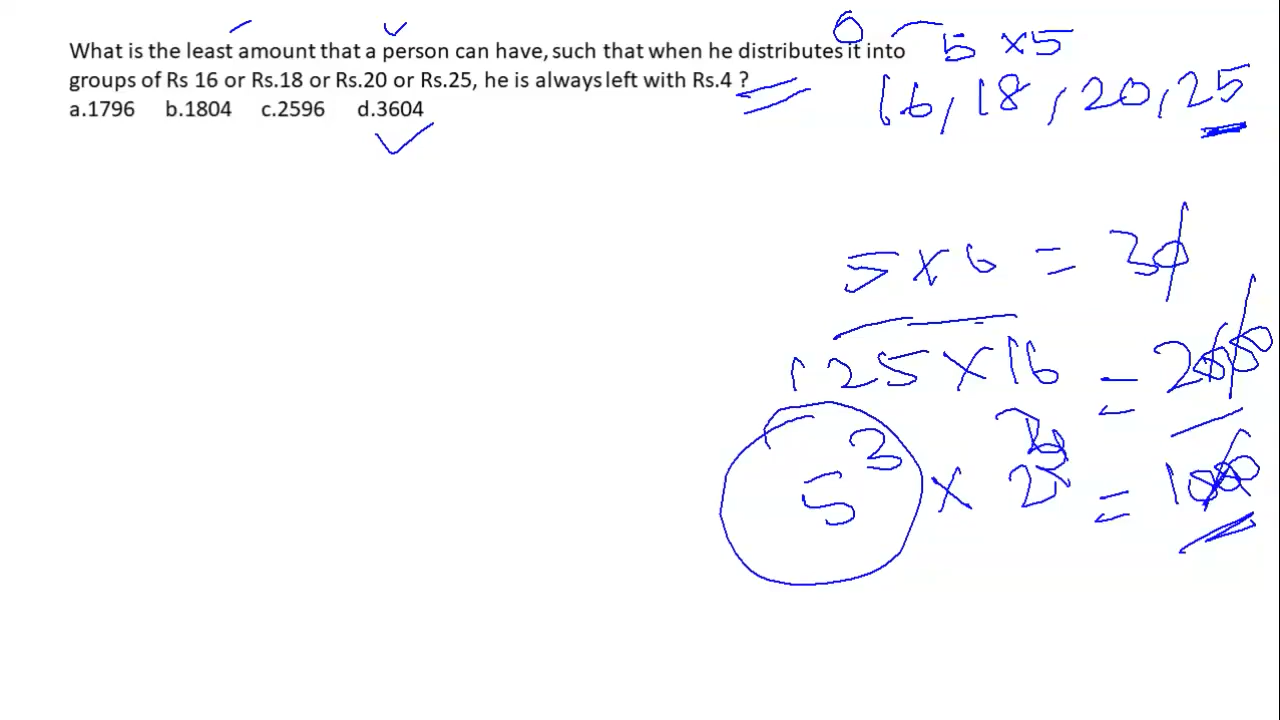 What is the least amount that a person can have, such that when he distributes it into
groups of Rs 16 or Rs.18 or Rs.20 or Rs.25, he is always left with Rs.4 ?
a.1796 b.1804 c.2596 d.3604
0 5 x5
16, 18, 20, 25
5 x 6 = 30
125 x 16 = 2000
5³ x = 1000